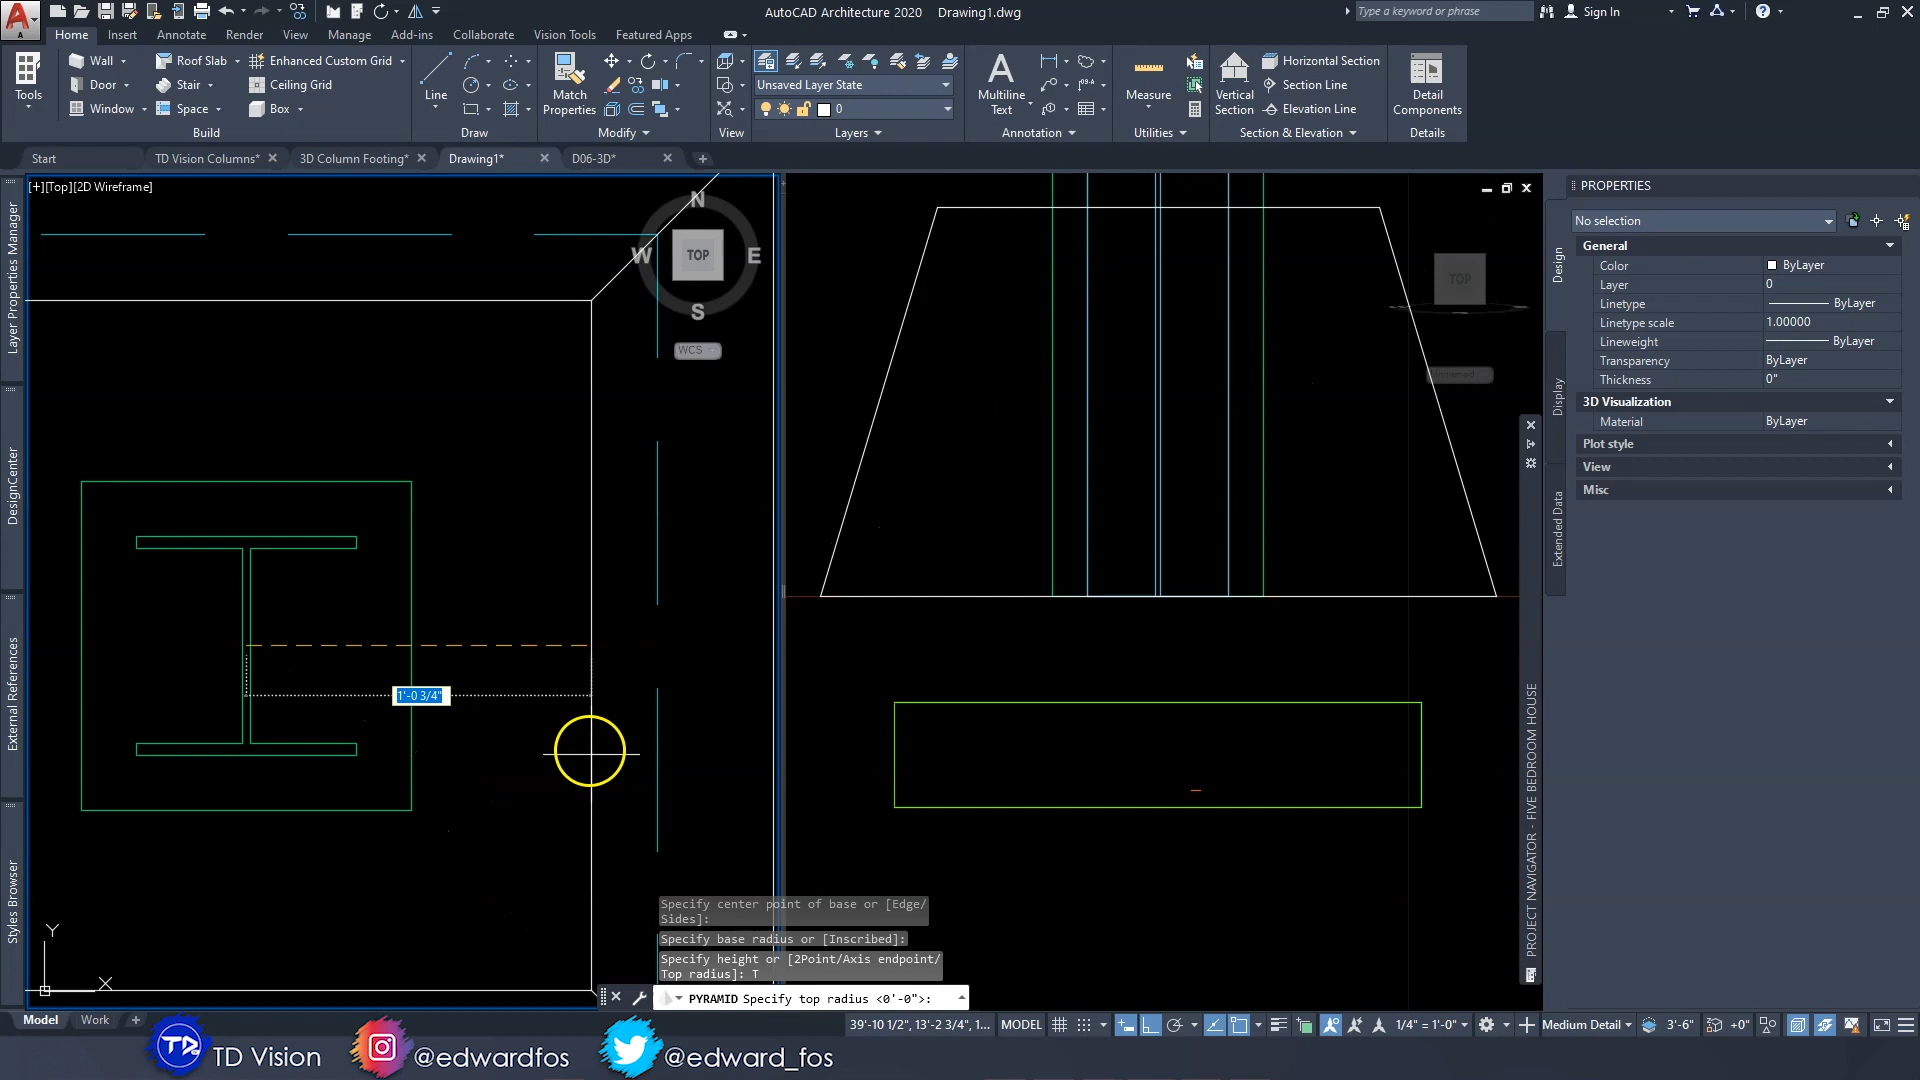 A
A
AutoCAD Architecture 2020 Drawing1.dwg
Type a keyword or phrase
Sign In
Home Insert Annotate Render View Manage Add-ins Collaborate Vision Tools Featured Apps
Tools
Wall
Door
Window
Roof Slab
Stair
Space
Enhanced Custom Grid
Ceiling Grid
Box
Build
Line
Draw
Match
Properties
Modify
View
Unsaved Layer State
0
Layers
Multiline
Text
Annotation
Measure
Utilities
Vertical
Section
Horizontal Section
Section Line
Elevation Line
Section & Elevation
Detail
Components
Details
Start TD Vision Columns* 3D Column Footing* Drawing1* D06-3D*
[+][Top][2D Wireframe]
N
W
TOP
E
S
WCS
TOP
Unnamed
Layer Properties Manager
DesignCenter
External References
Styles Browser
1'-0 3/4"
Y
X
Specify center point of base or [Edge/
Sides]:
Specify base radius or [Inscribed]:
Specify height or [2Point/Axis endpoint/
Top radius]: T
PYRAMID Specify top radius <0'-0">:
PROJECT NAVIGATOR - FIVE BEDROOM HOUSE
Design
Display
Extended Data
PROPERTIES
No selection
General
Color ByLayer
Layer 0
Linetype ByLayer
Linetype scale 1.00000
Lineweight ByLayer
Transparency ByLayer
Thickness 0"
3D Visualization
Material ByLayer
Plot style
View
Misc
Model Work
39'-10 1/2", 13'-2 3/4", 1... MODEL 1/4" = 1'-0" Medium Detail 3'-6" +0"
TD TD Vision @edwardfos @edward_fos